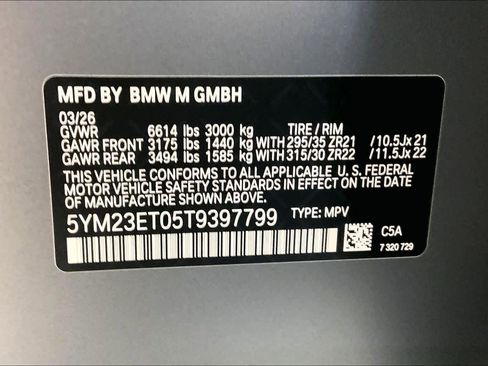 MFD BY BMW M GMBH
03/26
GVWR 6614 lbs 3000 kg TIRE / RIM
GAWR FRONT 3175 lbs 1440 kg WITH 295/35 ZR21 /10.5Jx 21
GAWR REAR 3494 lbs 1585 kg WITH 315/30 ZR22 /11.5Jx 22
THIS VEHICLE CONFORMS TO ALL APPLICABLE U. S. FEDERAL
MOTOR VEHICLE SAFETY STANDARDS IN EFFECT ON THE DATE
OF MANUFACTURE SHOWN ABOVE.
5YM23ET05T9397799 TYPE: MPV
C5A
7 320 729